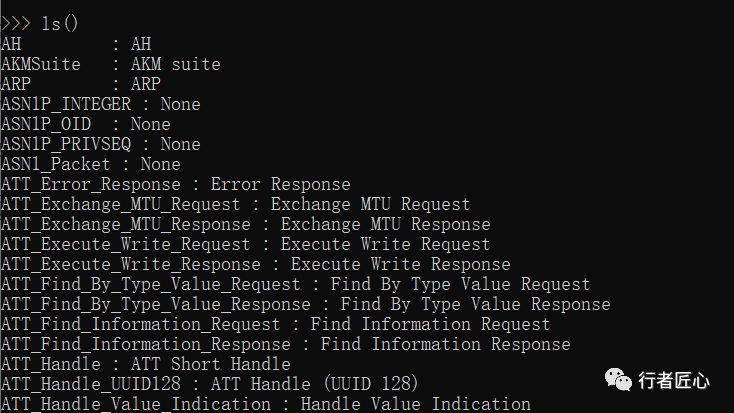 >>> ls()
AH         : AH
AKMSuite   : AKM suite
ARP        : ARP
ASN1P_INTEGER : None
ASN1P_OID  : None
ASN1P_PRIVSEQ : None
ASN1_Packet : None
ATT_Error_Response : Error Response
ATT_Exchange_MTU_Request : Exchange MTU Request
ATT_Exchange_MTU_Response : Exchange MTU Response
ATT_Execute_Write_Request : Execute Write Request
ATT_Execute_Write_Response : Execute Write Response
ATT_Find_By_Type_Value_Request : Find By Type Value Request
ATT_Find_By_Type_Value_Response : Find By Type Value Response
ATT_Find_Information_Request : Find Information Request
ATT_Find_Information_Response : Find Information Response
ATT_Handle : ATT Short Handle
ATT_Handle_UUID128 : ATT Handle (UUID 128)
ATT_Handle_Value_Indication : Handle Value Indication
行者匠心